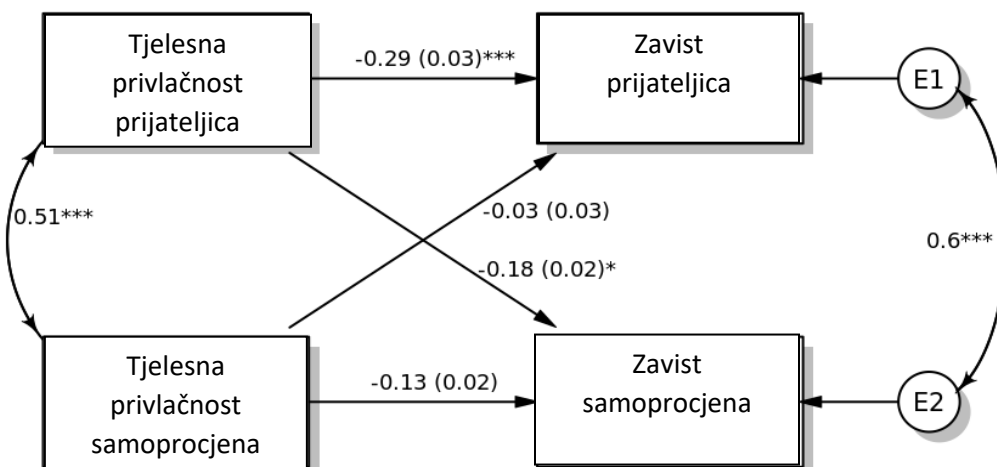 Tjelesna
privlačnost
prijateljica
-0.29 (0.03)***
Zavist
prijateljica
E1
0.51***
-0.03 (0.03)
-0.18 (0.02)*
0.6***
Tjelesna
privlačnost
samoprocjena
-0.13 (0.02)
Zavist
samoprocjena
E2